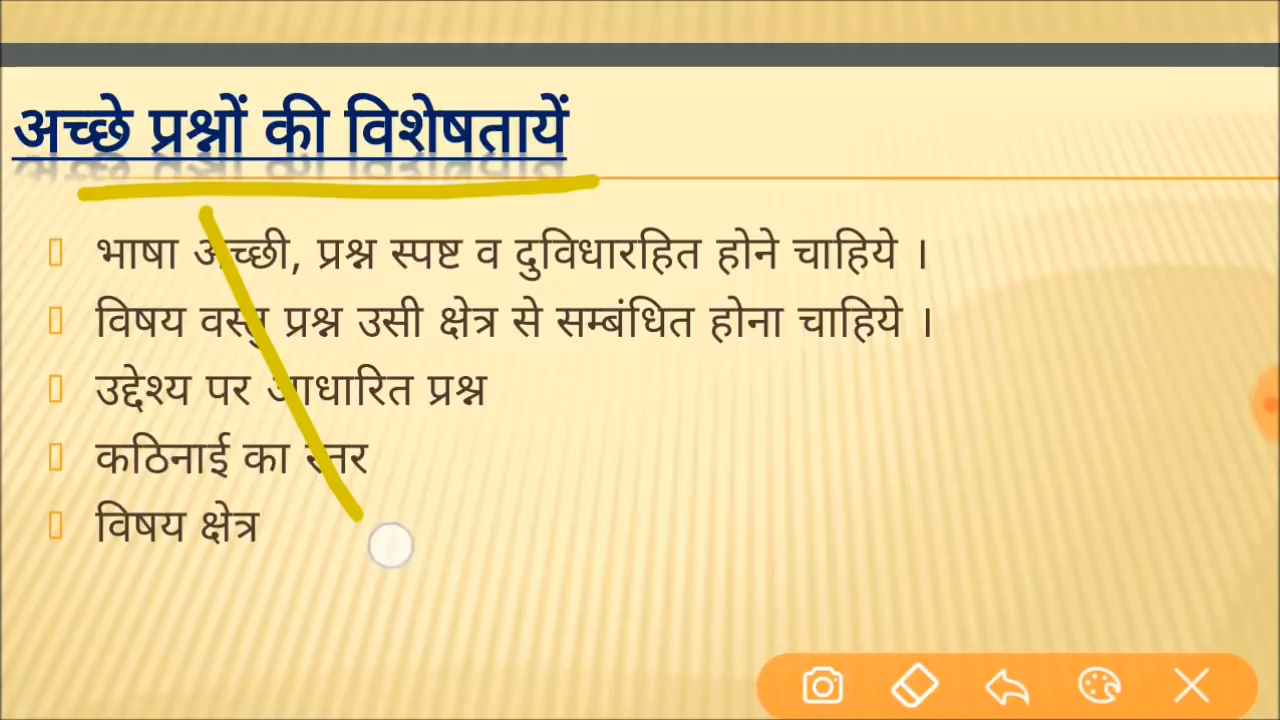 अच्छे प्रश्नों की विशेषतायें
भाषा अच्छी, प्रश्न स्पष्ट व दुविधारहित होने चाहिये ।
विषय वस्तु प्रश्न उसी क्षेत्र से सम्बंधित होना चाहिये ।
उद्देश्य पर आधारित प्रश्न
कठिनाई का स्तर
विषय क्षेत्र